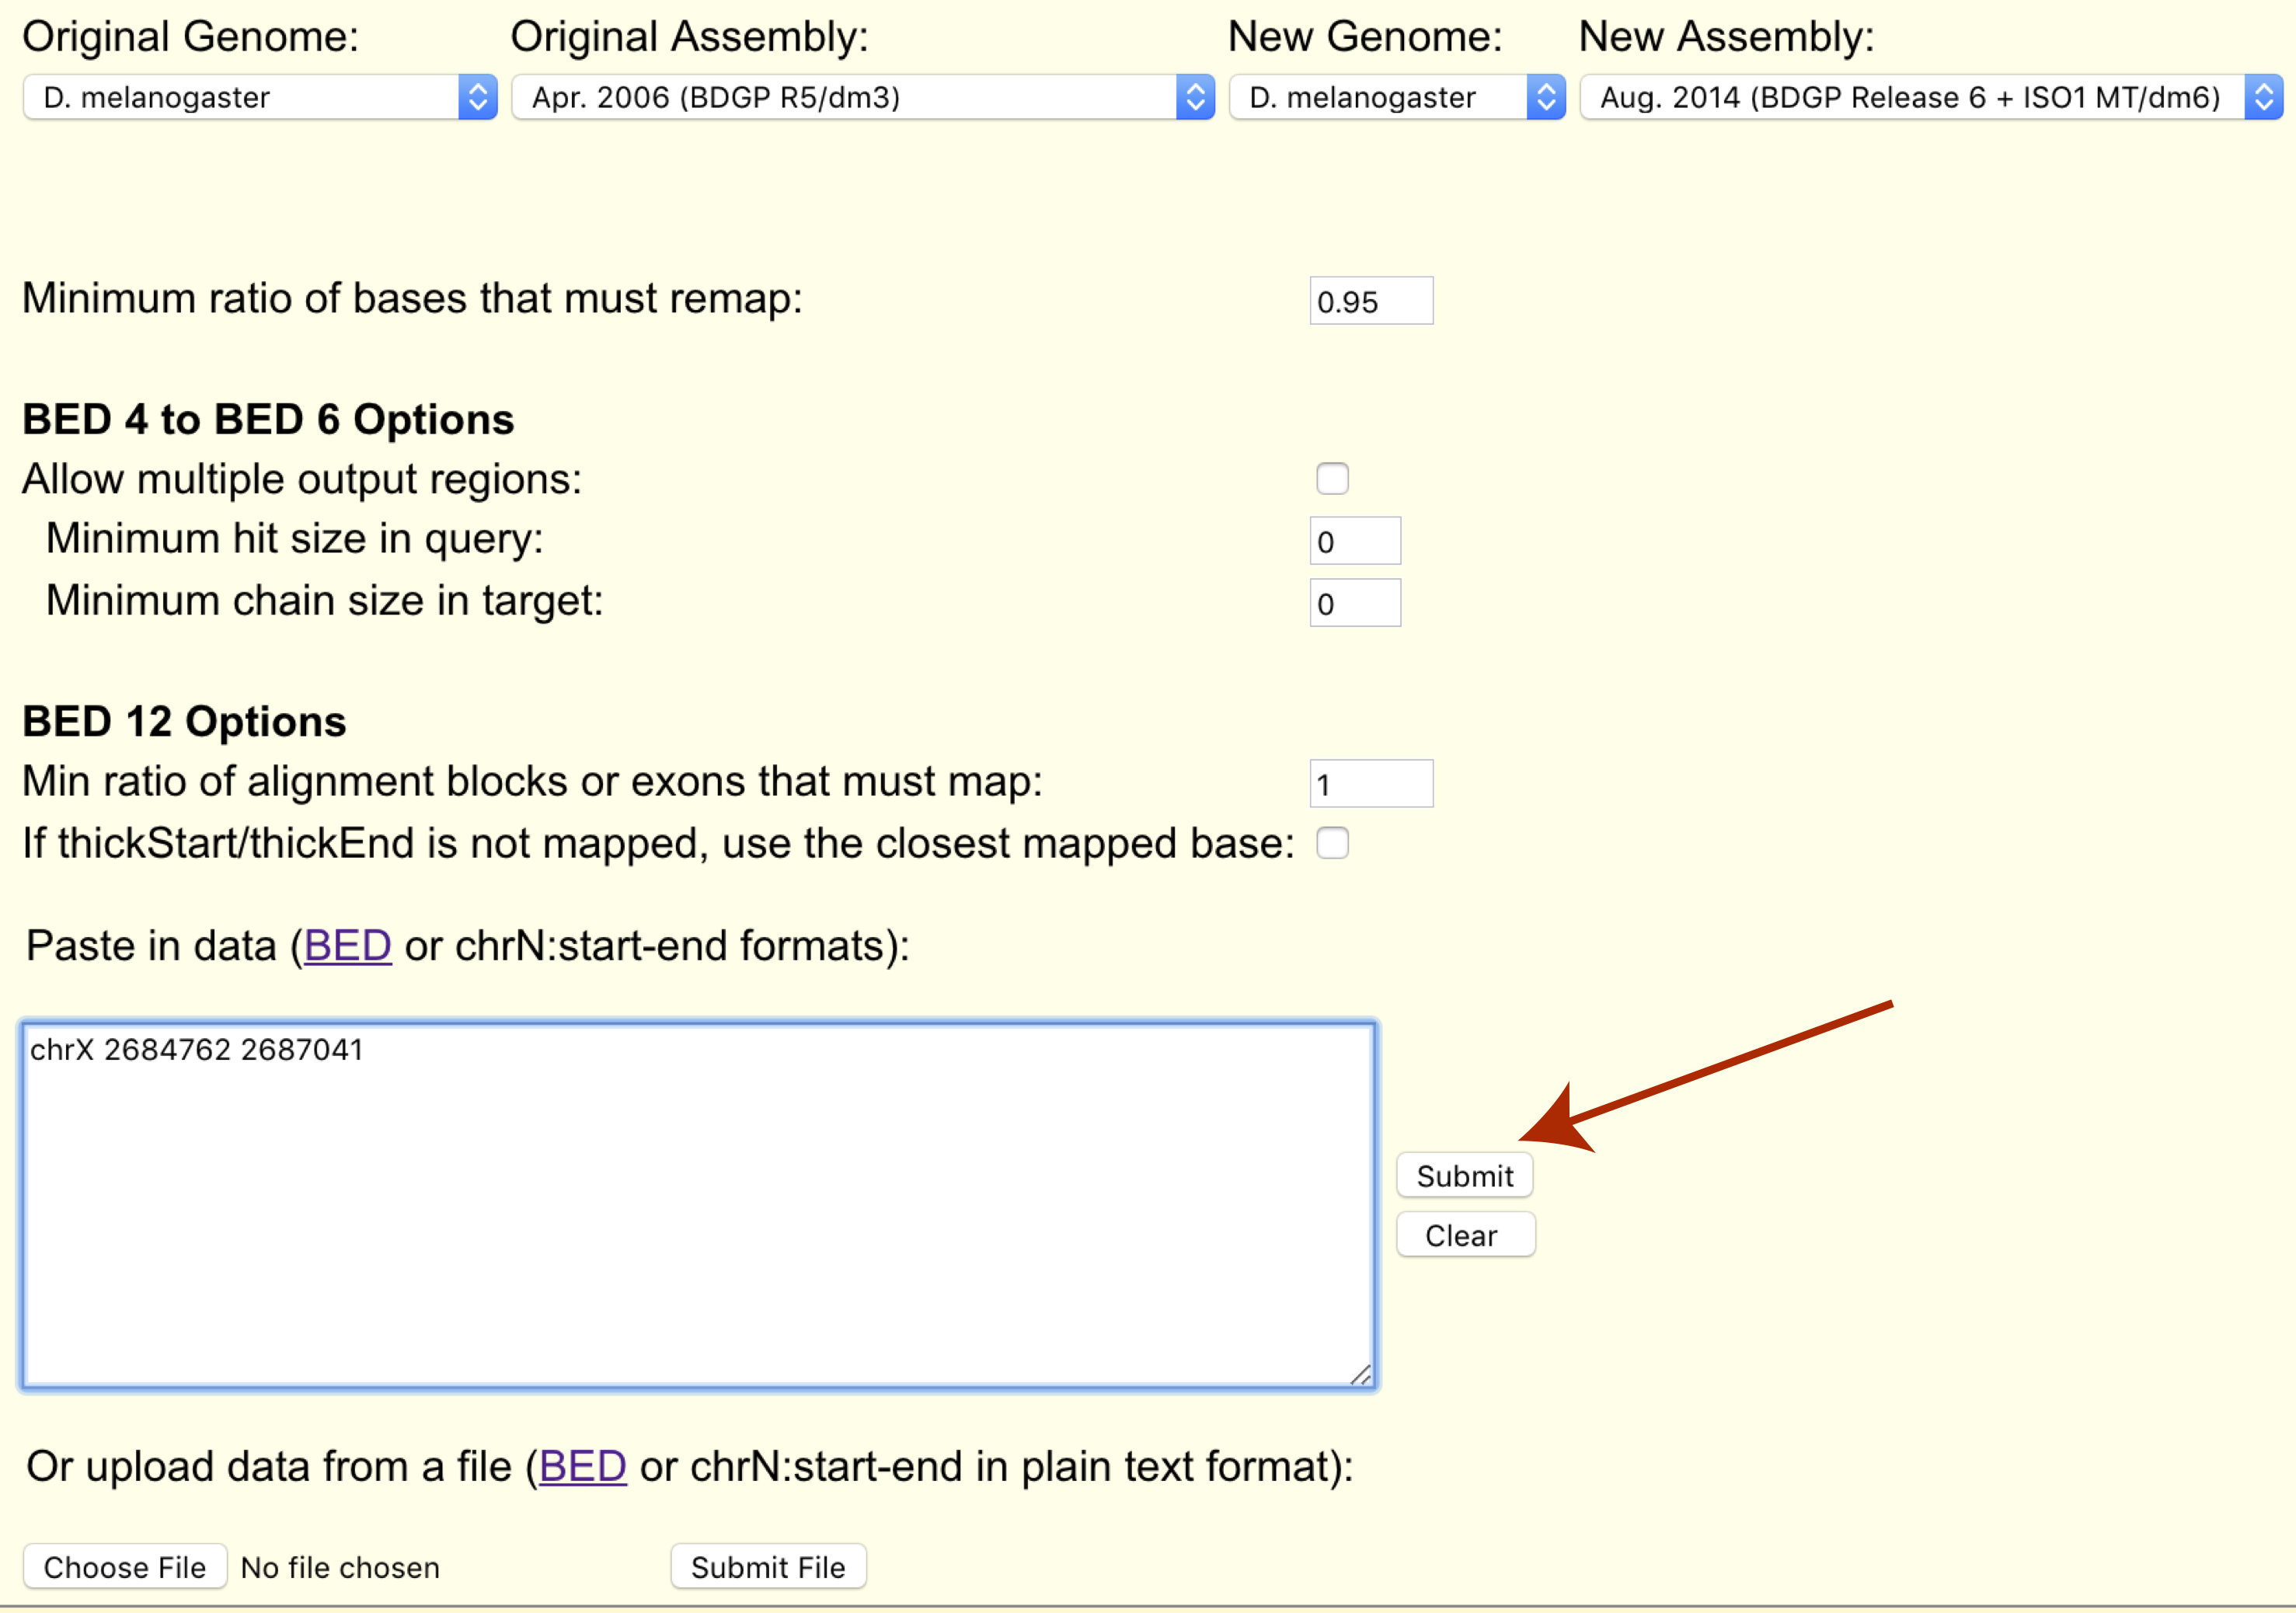 Original Genome: Original Assembly: New Genome: New Assembly:
D. melanogaster Apr. 2006 (BDGP R5/dm3) D. melanogaster Aug. 2014 (BDGP Release 6 + ISO1 MT/dm6)
Minimum ratio of bases that must remap: 0.95
BED 4 to BED 6 Options
Allow multiple output regions:
Minimum hit size in query: 0
Minimum chain size in target: 0
BED 12 Options
Min ratio of alignment blocks or exons that must map: 1
If thickStart/thickEnd is not mapped, use the closest mapped base:
Paste in data (BED or chrN:start-end formats):
chrX 2684762 2687041
Submit
Clear
Or upload data from a file (BED or chrN:start-end in plain text format):
Choose File No file chosen Submit File